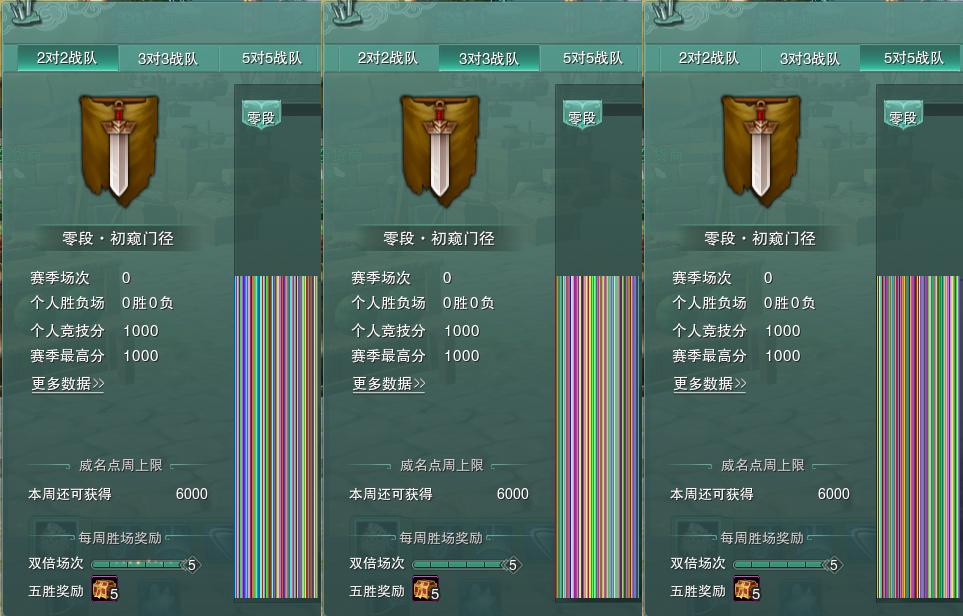 2对2战队 3对3战队 5对5战队
零段
零段·初窥门径
赛季场次 0
个人胜负场 0胜0负
个人竞技分 1000
赛季最高分 1000
更多数据>>
威名点周上限
本周还可获得 6000
每周胜场奖励
双倍场次 5
五胜奖励 5
2对2战队 3对3战队 5对5战队
零段
零段·初窥门径
赛季场次 0
个人胜负场 0胜0负
个人竞技分 1000
赛季最高分 1000
更多数据>>
威名点周上限
本周还可获得 6000
每周胜场奖励
双倍场次 5
五胜奖励 5
2对2战队 3对3战队 5对5战队
零段
零段·初窥门径
赛季场次 0
个人胜负场 0胜0负
个人竞技分 1000
赛季最高分 1000
更多数据>>
威名点周上限
本周还可获得 6000
每周胜场奖励
双倍场次 5
五胜奖励 5